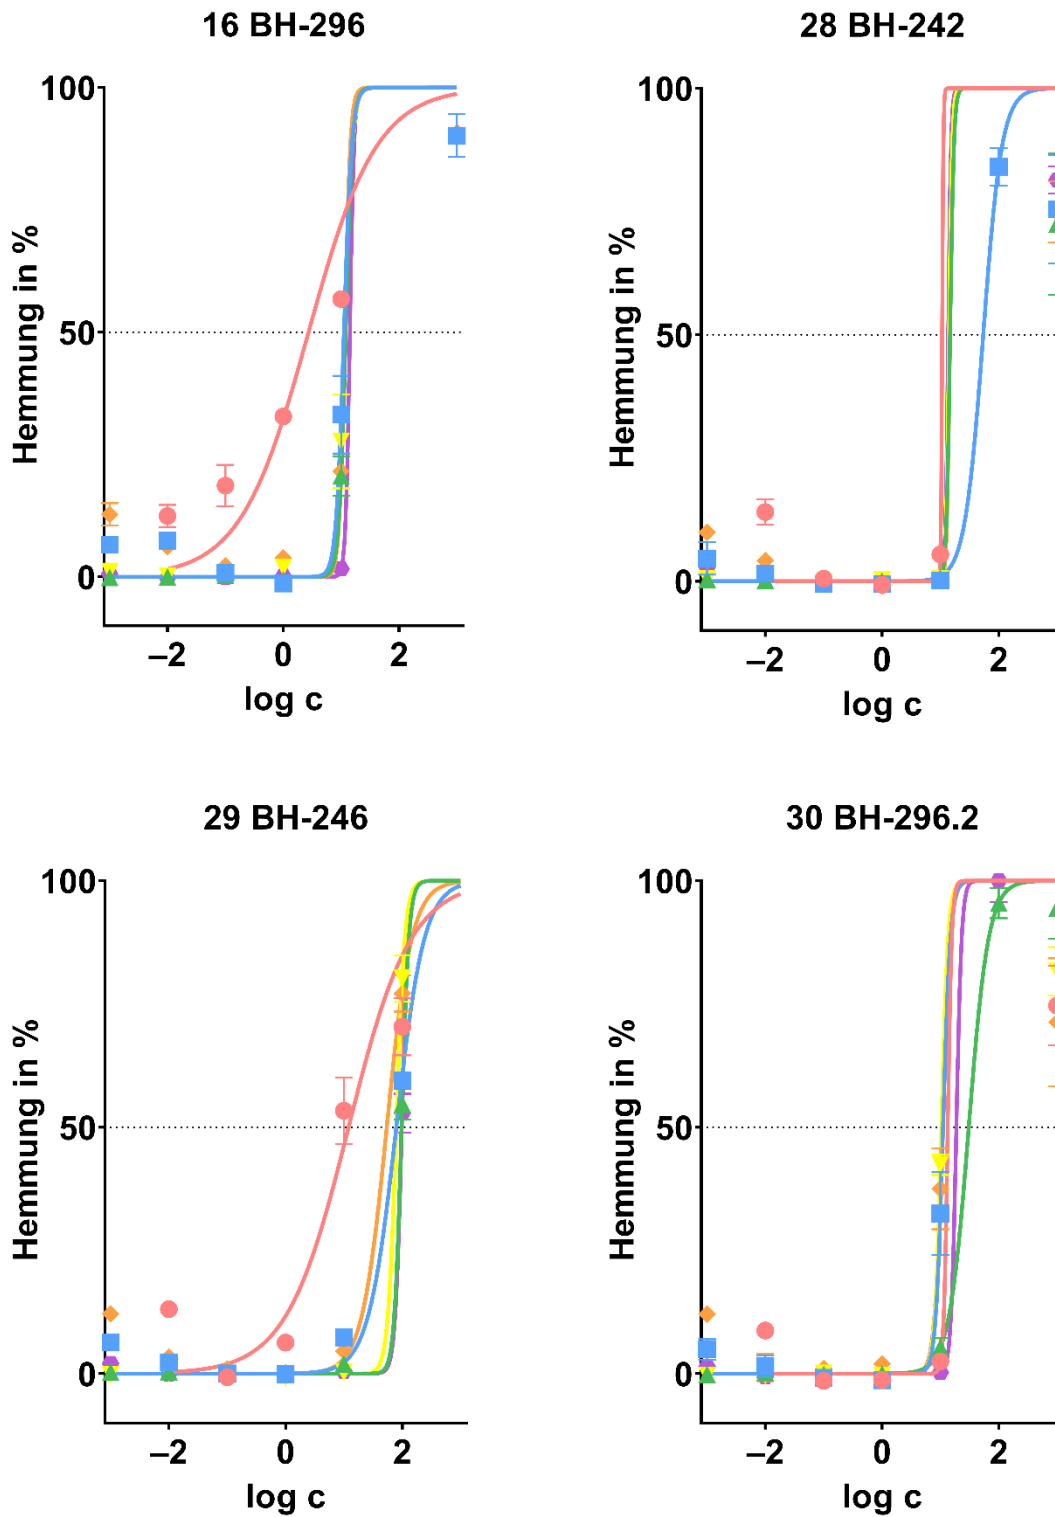 16 BH-296
100
50
0
Hemmung in %
–2 0 2
log c
28 BH-242
100
50
0
Hemmung in %
–2 0 2
log c
29 BH-246
100
50
0
Hemmung in %
–2 0 2
log c
30 BH-296.2
100
50
0
Hemmung in %
–2 0 2
log c